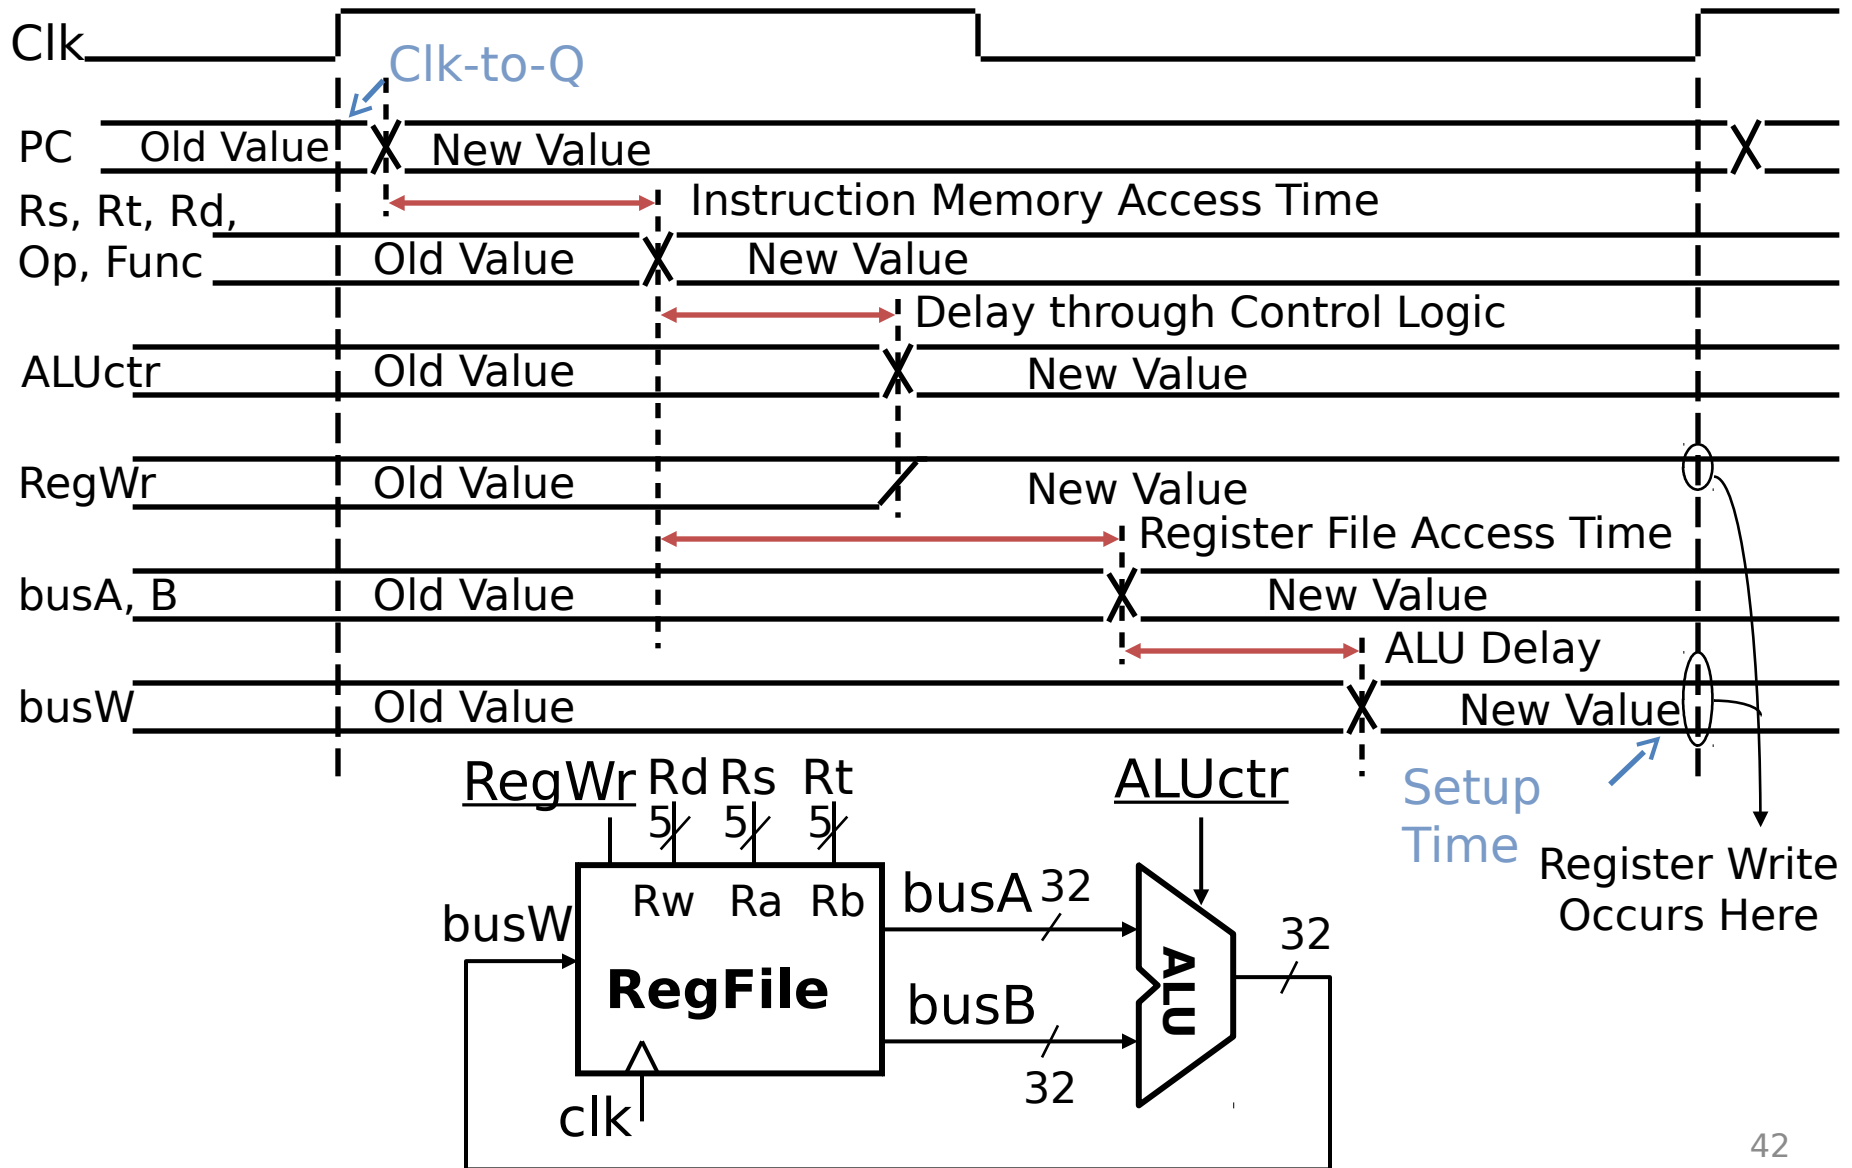 Clk
Clk-to-Q
PC Old Value New Value
Rs, Rt, Rd, Instruction Memory Access Time
Op, Func Old Value New Value
Delay through Control Logic
ALUctr Old Value New Value
RegWr Old Value New Value
Register File Access Time
busA, B Old Value New Value
ALU Delay
busW Old Value New Value
Setup
Time
Register Write
Occurs Here
RegWr Rd Rs Rt ALUctr
5 5 5
Rw Ra Rb
busW
busA 32
32
RegFile
ALU
busB
32
clk
42